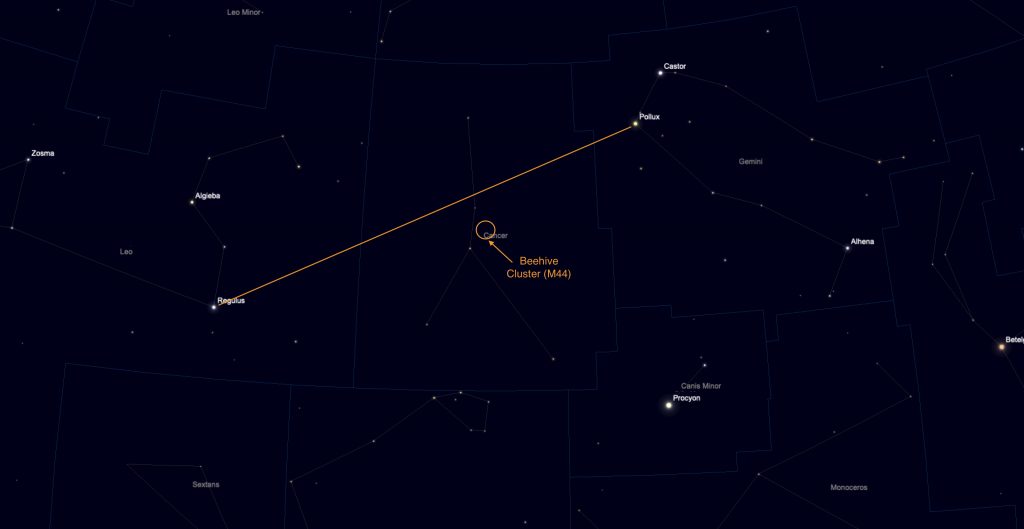 Leo Minor
Castor
Pollux
Zosma
Gemini
Algieba
Cancer
Alhena
Leo
Beehive
Cluster (M44)
Regulus
Betelg
Canis Minor
Procyon
Sextans
Monoceros